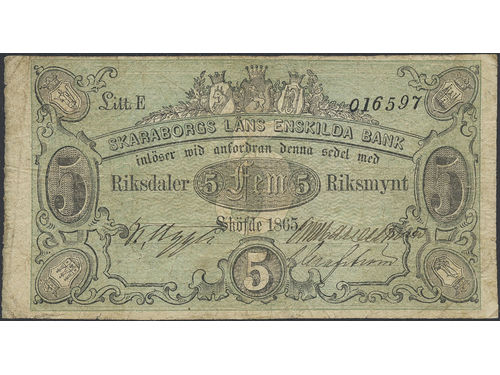 Litt. E 016597
SKARABORGS LÄNS ENSKILDA BANK
inlöser wid anfordran denna sedel med
5 Riksdaler 5 Fem 5 Riksmynt 5
Sköfde 1865
5